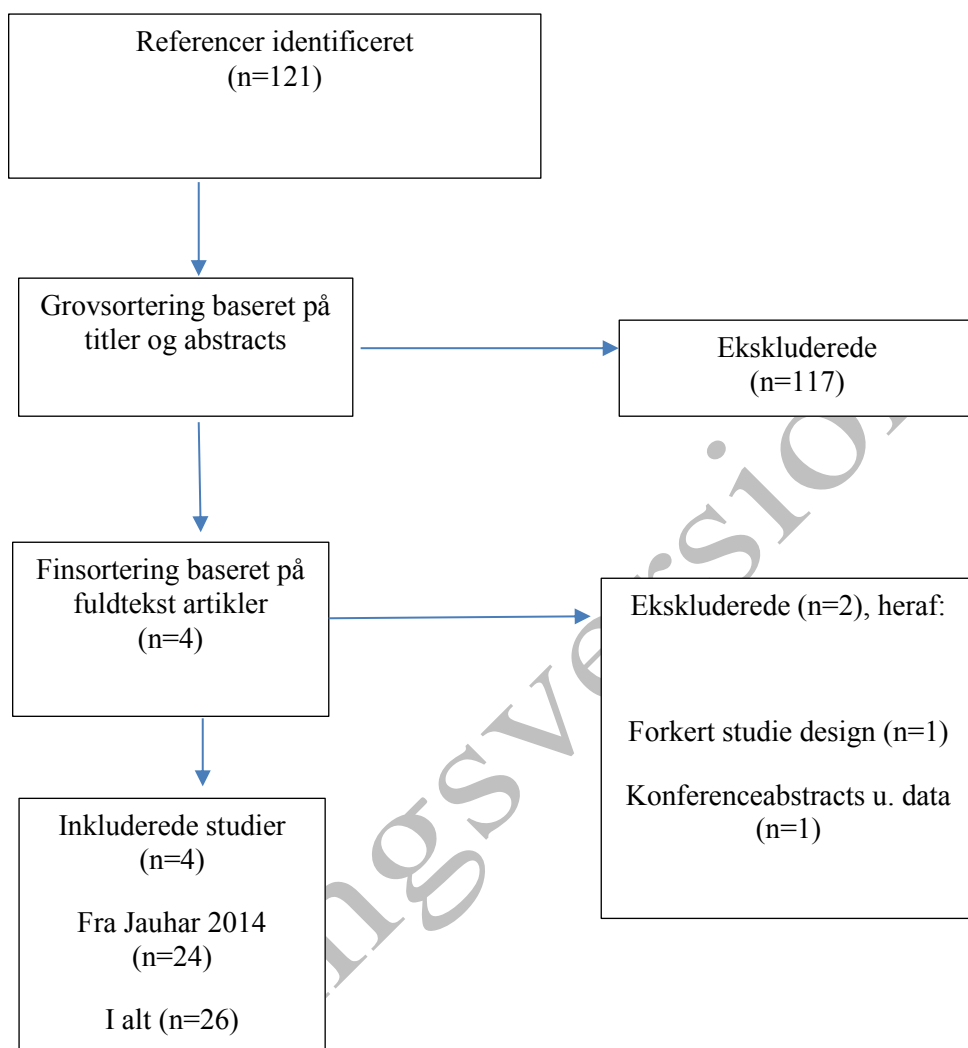 Referencer identificeret
(n=121)
Grovsortering baseret på
titler og abstracts
Ekskluderede
(n=117)
Finsortering baseret på
fuldtekst artikler
(n=4)
Ekskluderede (n=2), heraf:
Forkert studie design (n=1)
Konferenceabstracts u. data
(n=1)
Inkluderede studier
(n=4)
Fra Jauhar 2014
(n=24)
I alt (n=26)